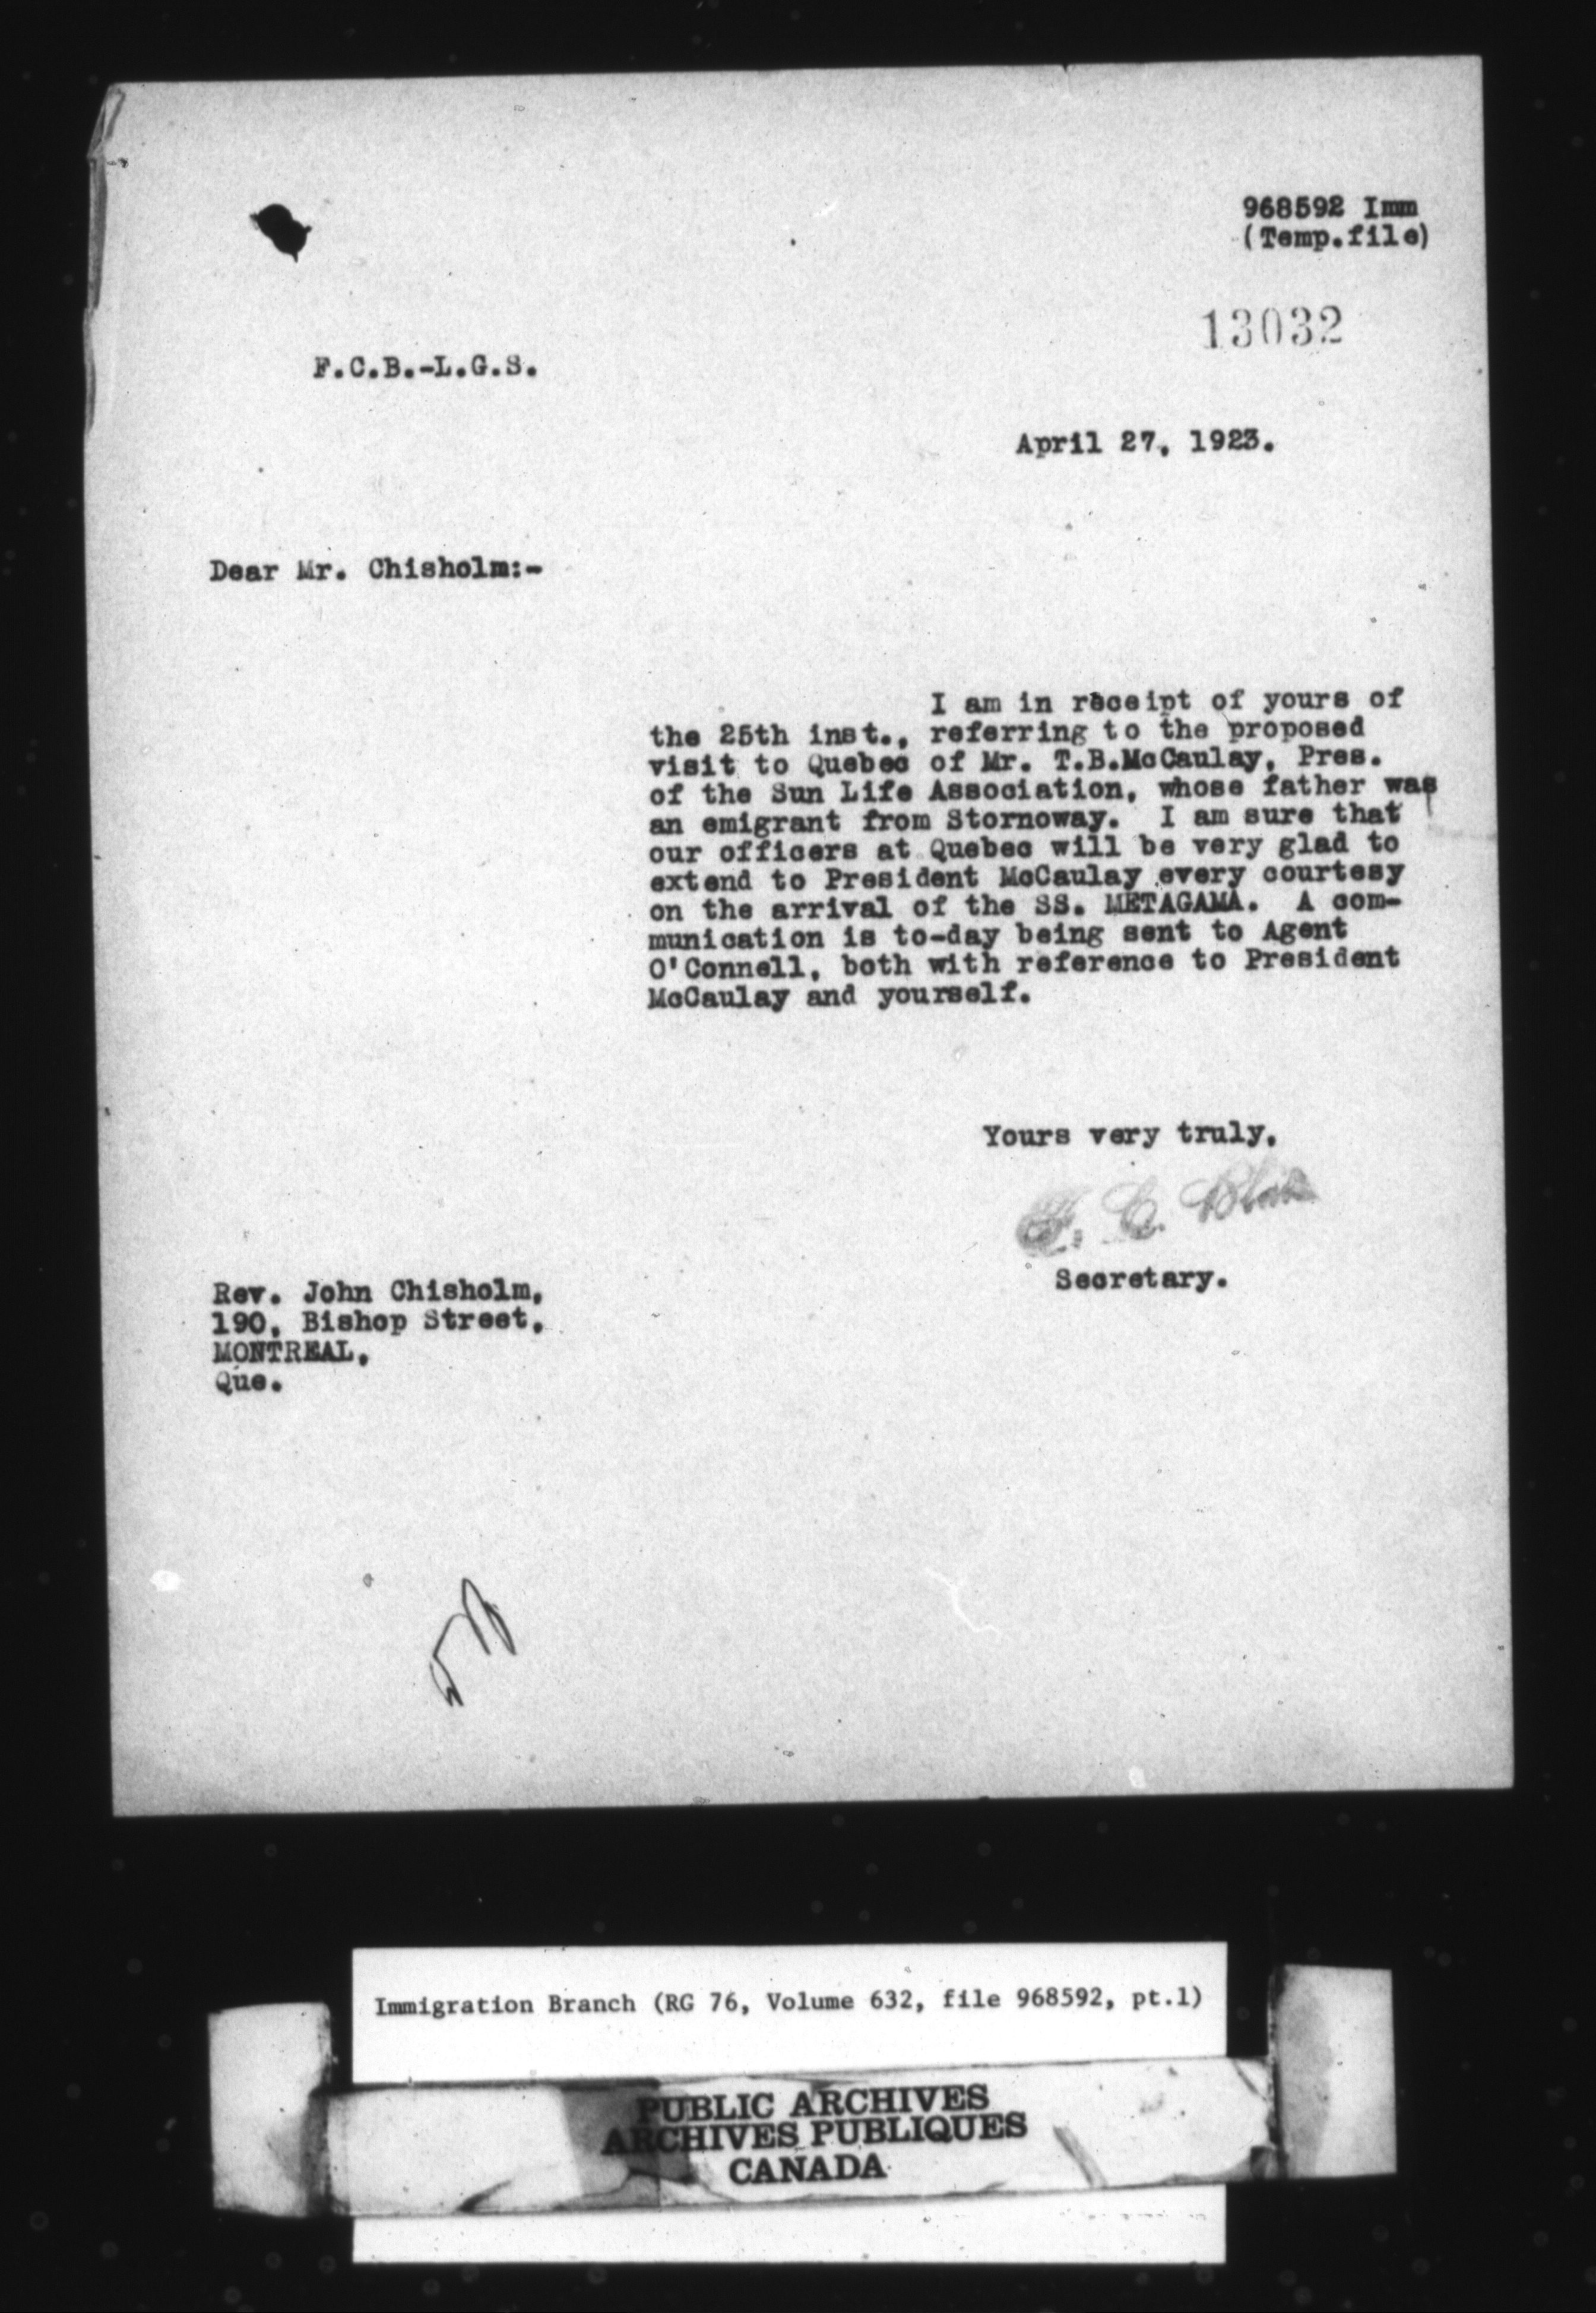 968592 Imm
(Temp.file)
13032
F.C.B.-L.G.S.
April 27, 1923.
Dear Mr. Chisholm:-
I am in receipt of yours of
the 25th inst., referring to the proposed
visit to Quebec of Mr. T.B.McCaulay, Pres.
of the Sun Life Association, whose father was
an emigrant from Stornoway. I am sure that
our officers at Quebec will be very glad to
extend to President McCaulay every courtesy
on the arrival of the SS. METAGAMA. A com-
munication is to-day being sent to Agent
O'Connell, both with reference to President
McCaulay and yourself.
Yours very truly,
F. C. Blair
Secretary.
Rev. John Chisholm,
190, Bishop Street,
MONTREAL,
Que.
Immigration Branch (RG 76, Volume 632, file 968592, pt.1)
PUBLIC ARCHIVES
ARCHIVES PUBLIQUES
CANADA